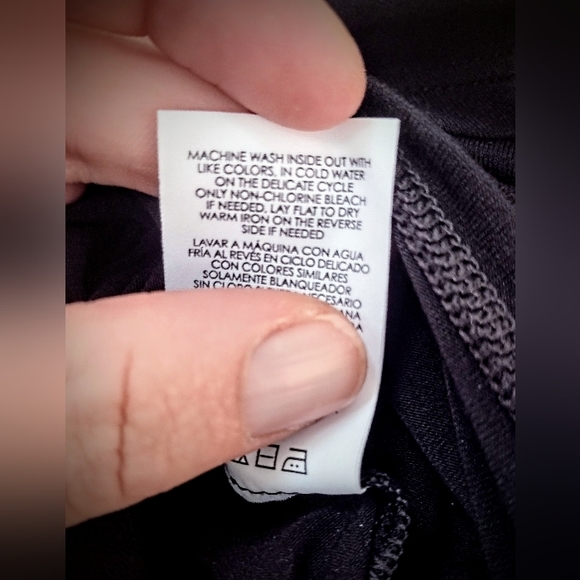 MACHINE WASH INSIDE OUT WITH
LIKE COLORS, IN COLD WATER
ON THE DELICATE CYCLE
ONLY NON-CHLORINE BLEACH
IF NEEDED, LAY FLAT TO DRY
WARM IRON ON THE REVERSE
SIDE IF NEEDED
LAVAR A MÁQUINA CON AGUA
FRÍA AL REVÉS EN CICLO DELICADO
CON COLORES SIMILARES
SOLAMENTE BLANQUEADOR
SIN CLORO